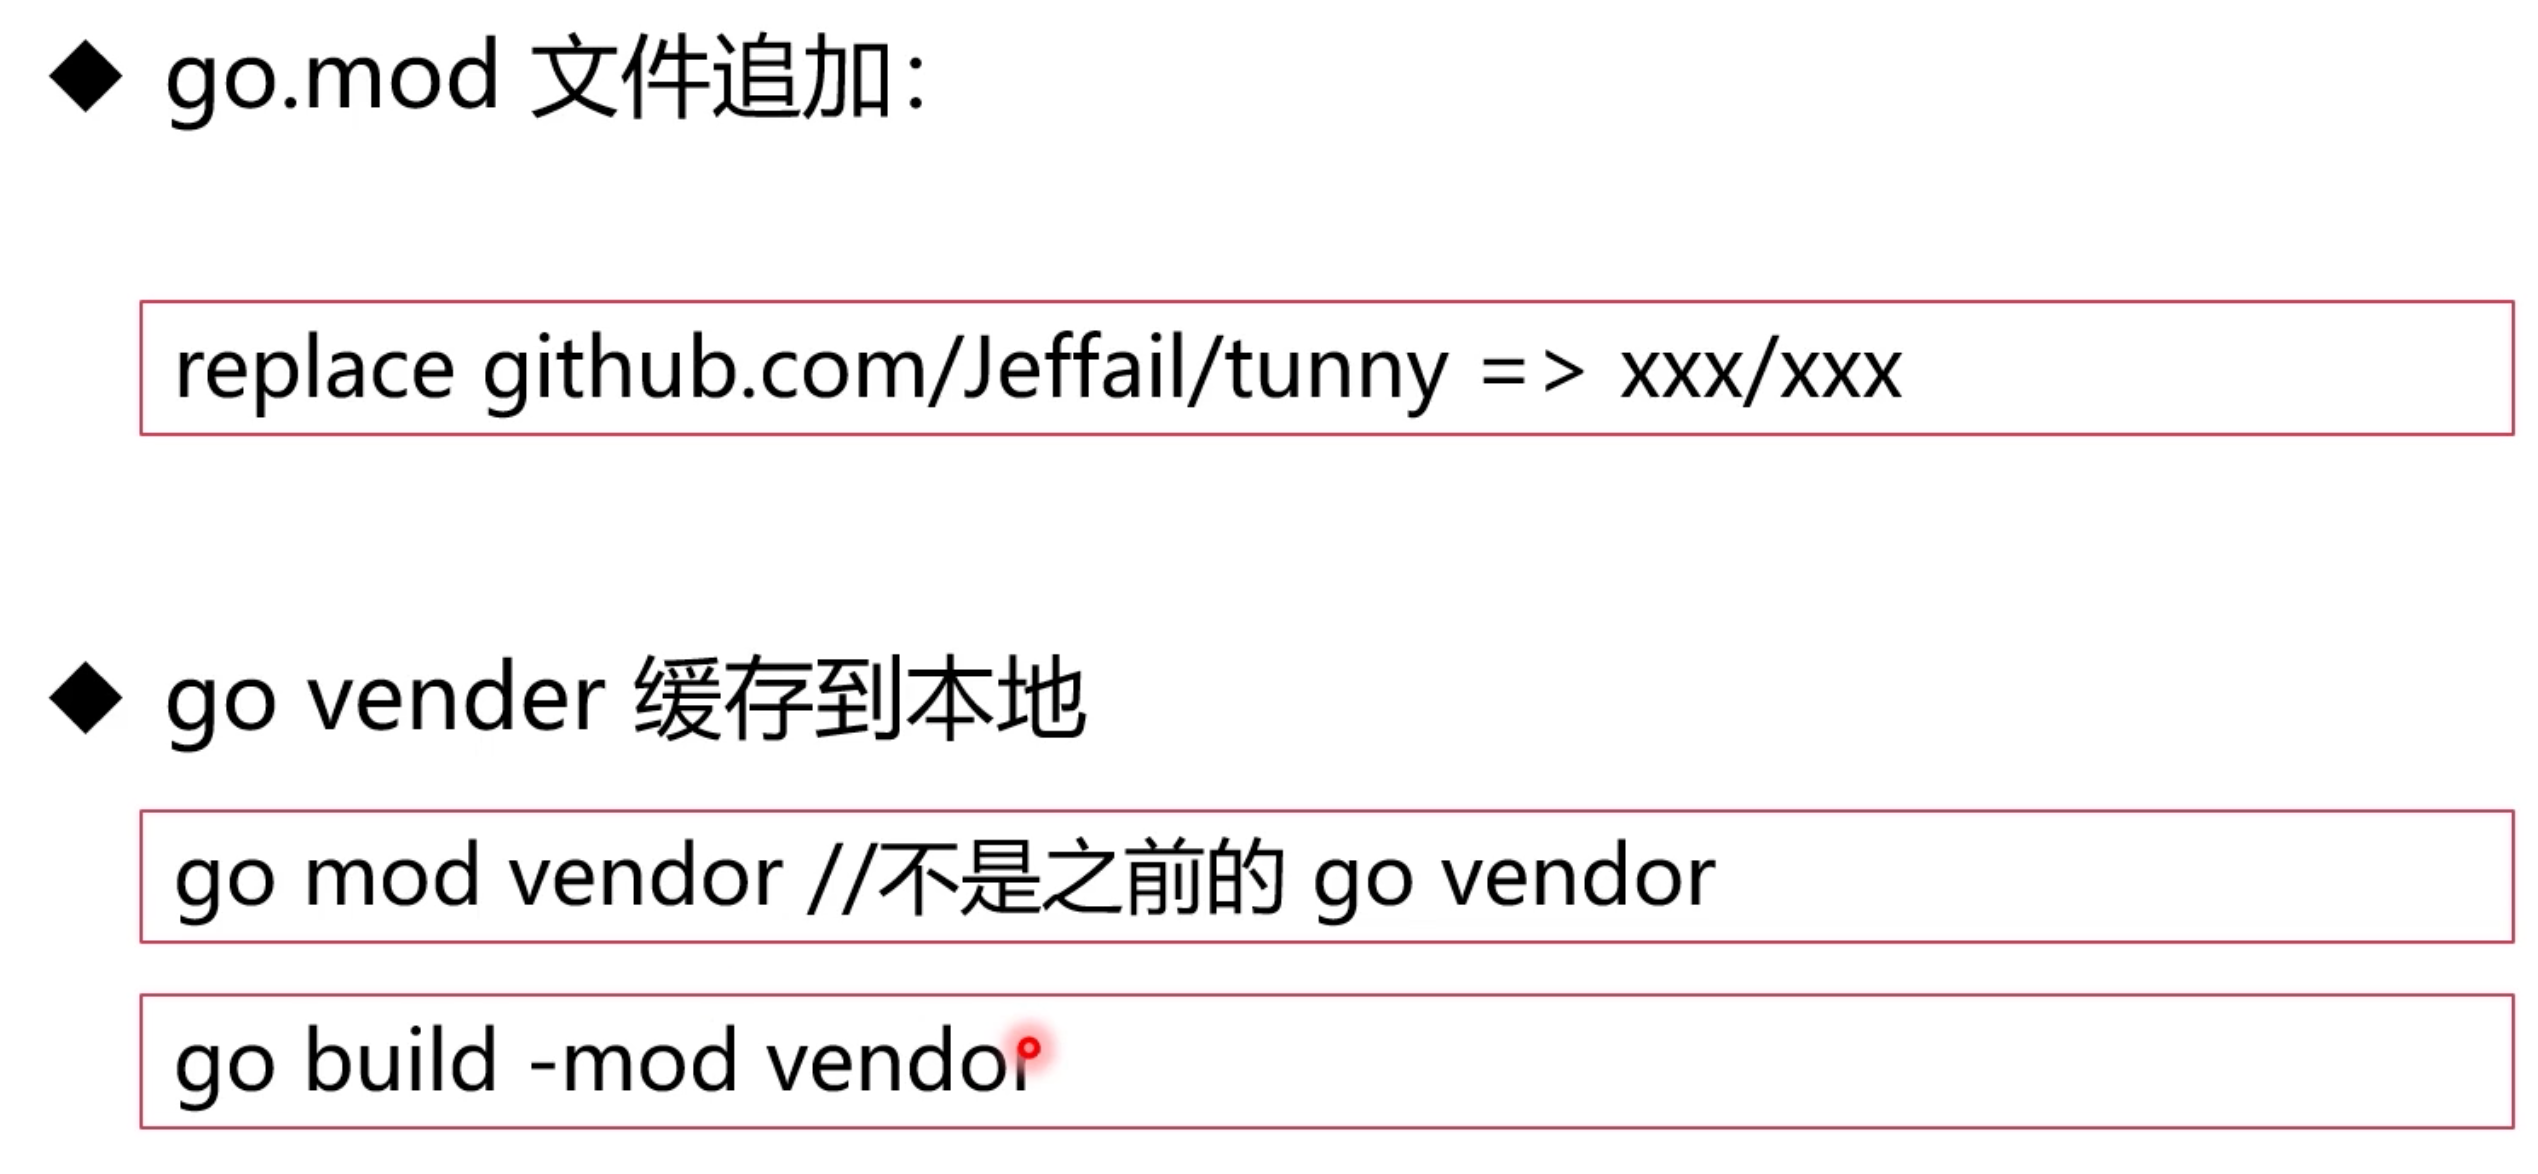 go.mod 文件追加：
replace github.com/Jeffail/tunny => xxx/xxx
go vender 缓存到本地
go mod vendor //不是之前的 go vendor
go build -mod vendor